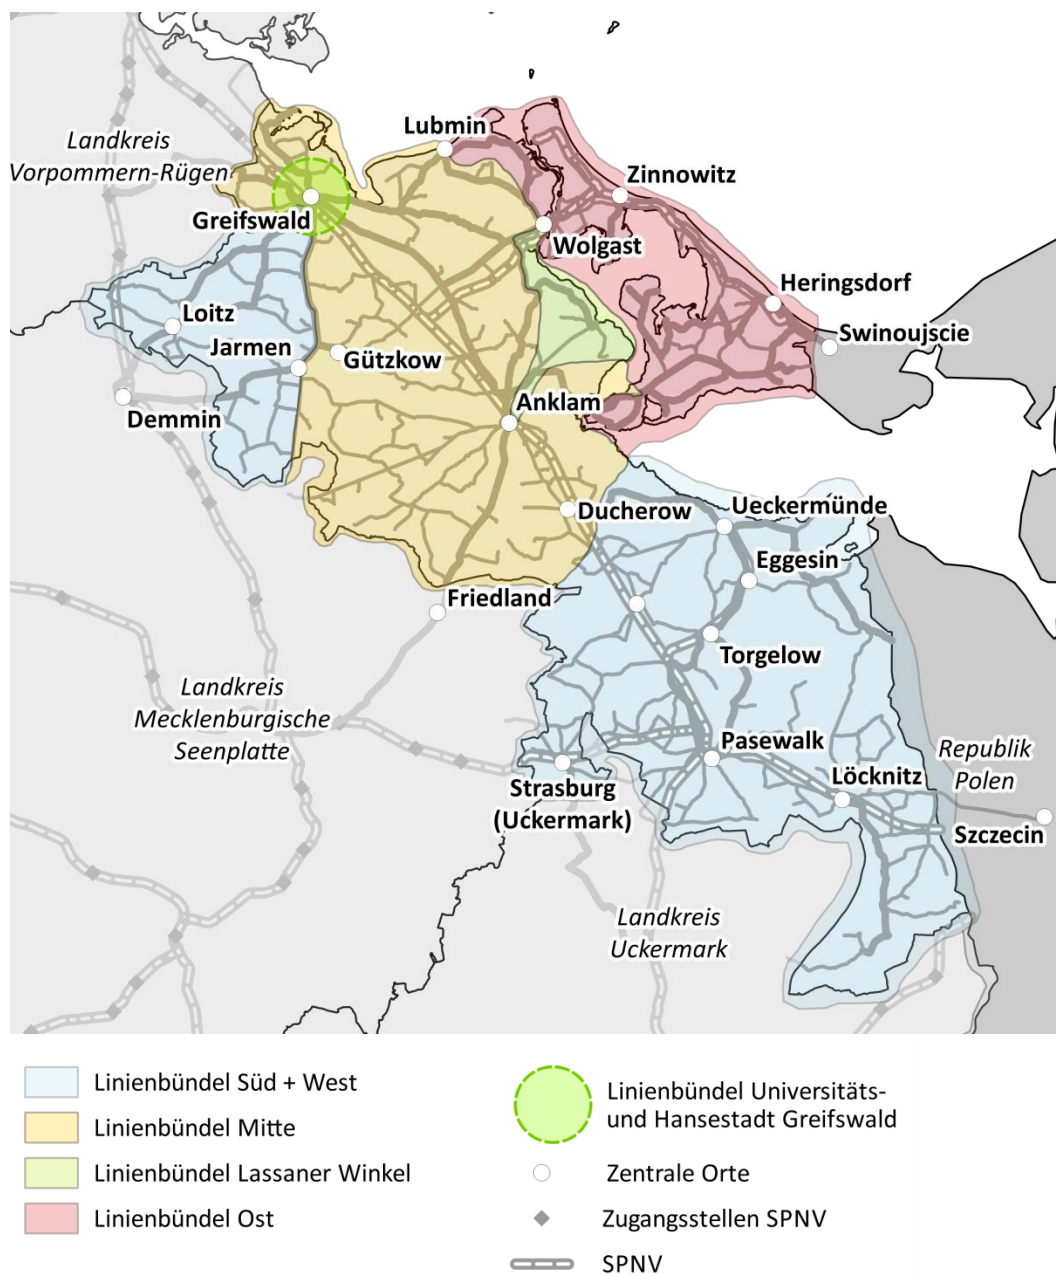 Landkreis
Vorpommern-Rügen
Lubmin
Zinnowitz
Greifswald
Wolgast
Heringsdorf
Loitz
Swinoujscie
Jarmen
Gützkow
Anklam
Demmin
Ducherow
Ueckermünde
Eggesin
Friedland
Torgelow
Landkreis
Mecklenburgische
Seenplatte
Pasewalk
Republik
Polen
Löcknitz
Strasburg
(Uckermark)
Szczecin
Landkreis
Uckermark
Linienbündel Süd + West
Linienbündel Mitte
Linienbündel Lassaner Winkel
Linienbündel Ost
Linienbündel Universitäts-
und Hansestadt Greifswald
Zentrale Orte
Zugangsstellen SPNV
SPNV